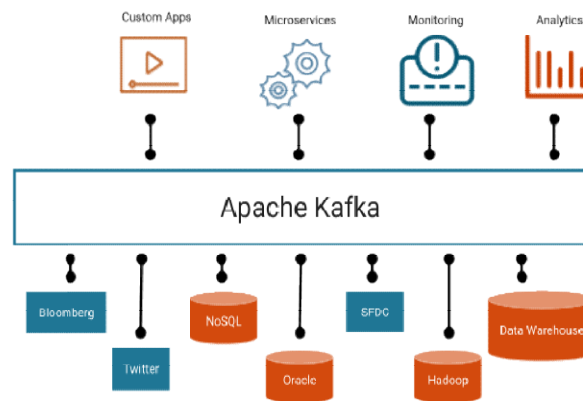 Custom Apps
Microservices
Monitoring
Analytics
Apache Kafka
Bloomberg
NoSQL
SFDC
Data Warehouse
Twitter
Oracle
Hadoop